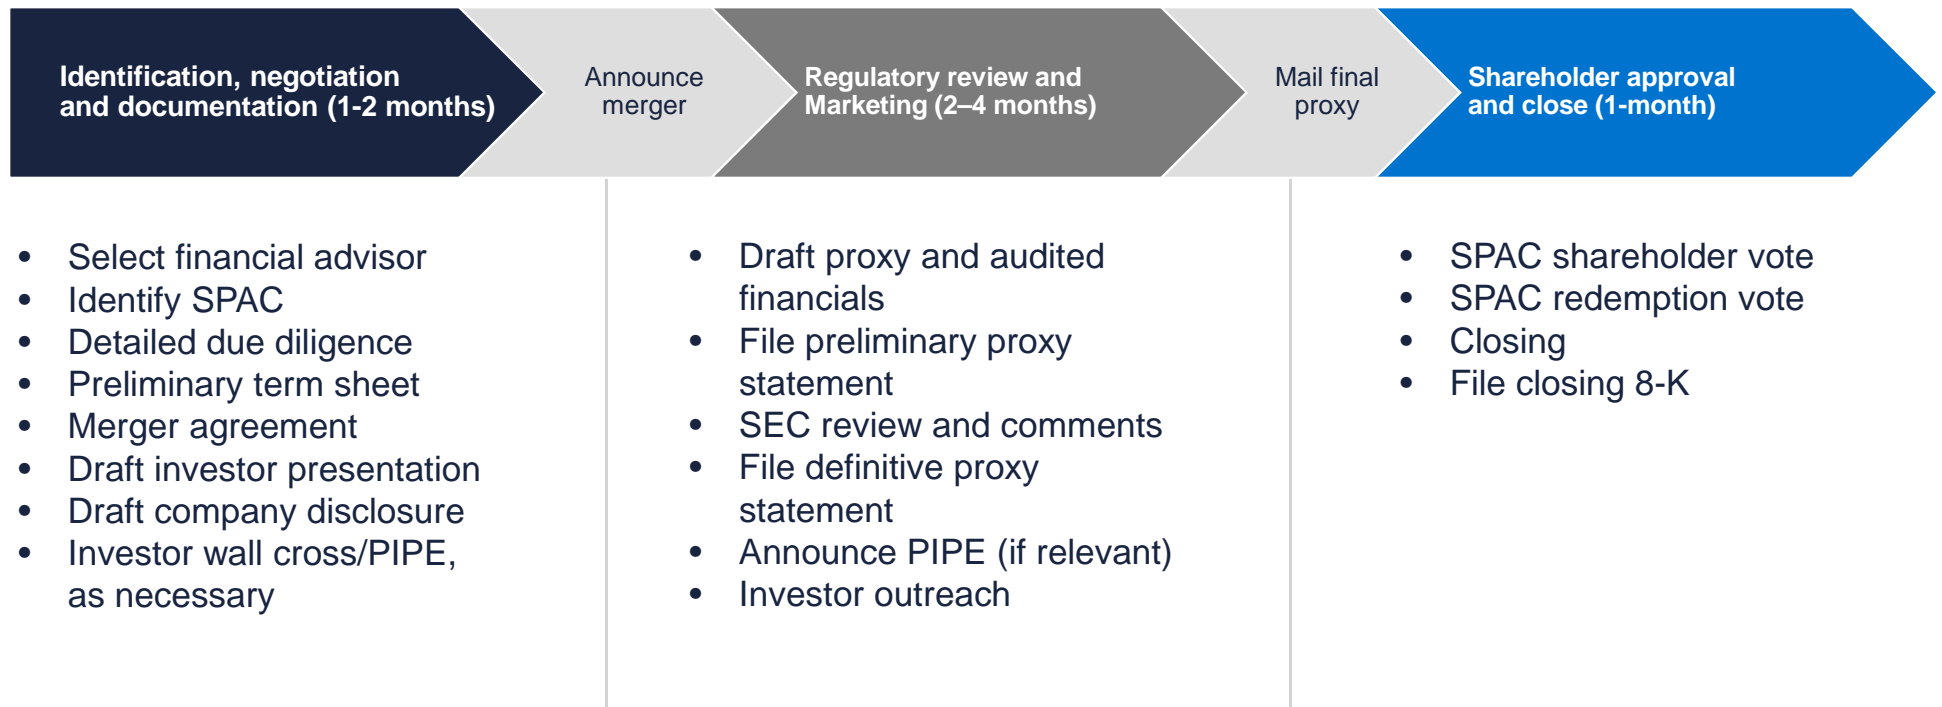 Identification, negotiation
and documentation (1-2 months)
Announce
merger
Regulatory review and
Marketing (2–4 months)
Mail final
proxy
Shareholder approval
and close (1-month)
• Select financial advisor
• Identify SPAC
• Detailed due diligence
• Preliminary term sheet
• Merger agreement
• Draft investor presentation
• Draft company disclosure
• Investor wall cross/PIPE,
as necessary
• Draft proxy and audited
financials
• File preliminary proxy
statement
• SEC review and comments
• File definitive proxy
statement
• Announce PIPE (if relevant)
• Investor outreach
• SPAC shareholder vote
• SPAC redemption vote
• Closing
• File closing 8-K